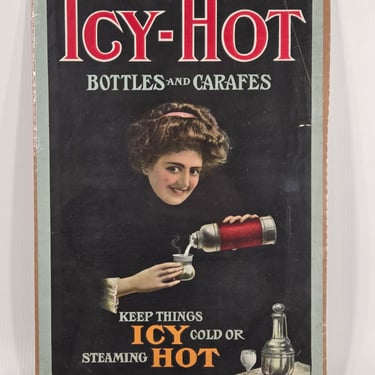 ICY-HOT
BOTTLES AND CARAFES
KEEP THINGS
ICY COLD OR
STEAMING HOT